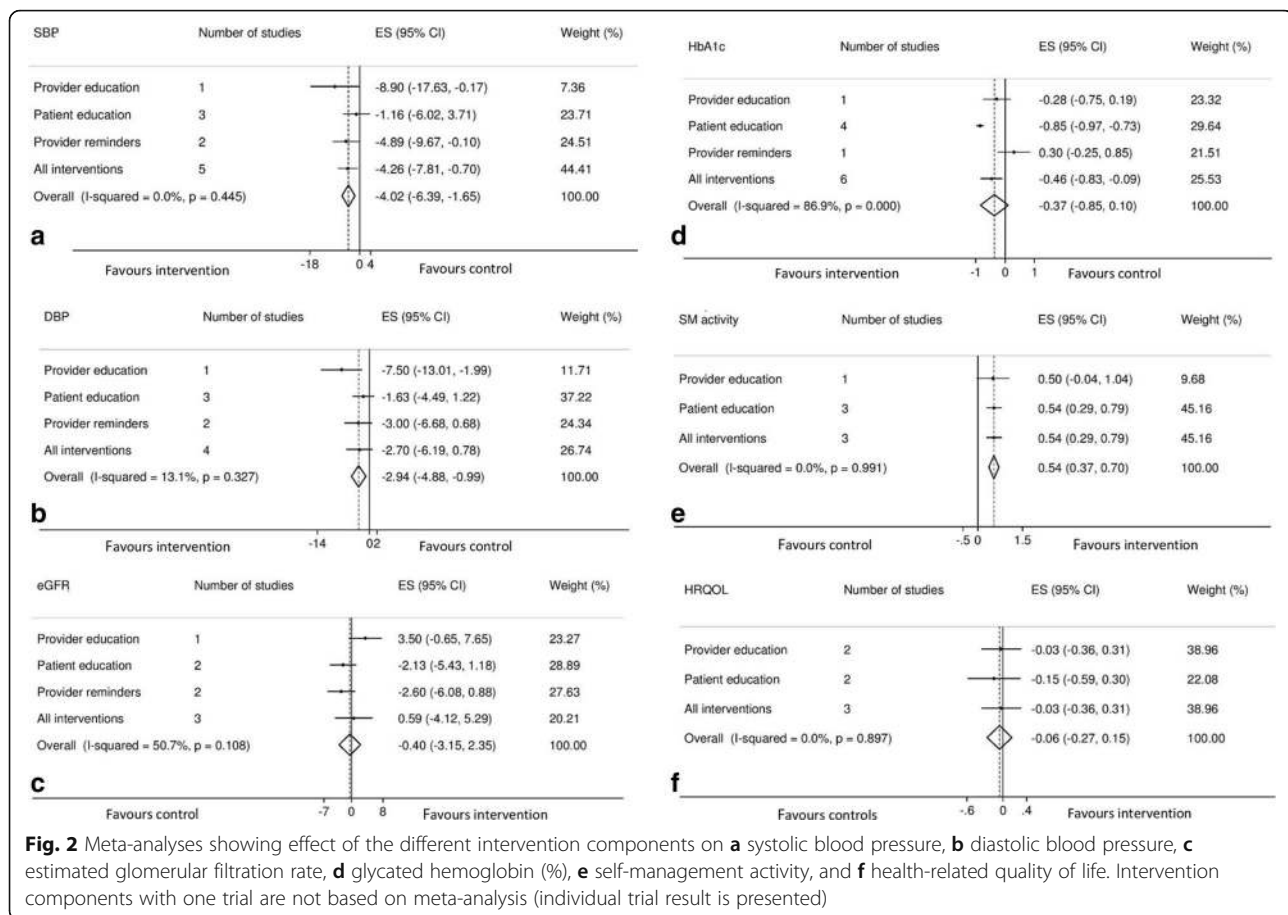 SBP Number of studies ES (95% CI) Weight (%)
Provider education 1 -8.90 (-17.63, -0.17) 7.36
Patient education 3 -1.16 (-6.02, 3.71) 23.71
Provider reminders 2 -4.89 (-9.67, -0.10) 24.51
All interventions 5 -4.26 (-7.81, -0.70) 44.41
Overall (I-squared = 0.0%, p = 0.445) -4.02 (-6.39, -1.65) 100.00
a
-18 0 4
Favours intervention Favours control
DBP Number of studies ES (95% CI) Weight (%)
Provider education 1 -7.50 (-13.01, -1.99) 11.71
Patient education 3 -1.63 (-4.49, 1.22) 37.22
Provider reminders 2 -3.00 (-6.68, 0.68) 24.34
All interventions 4 -2.70 (-6.19, 0.78) 26.74
Overall (I-squared = 13.1%, p = 0.327) -2.94 (-4.88, -0.99) 100.00
b
-14 0 2
Favours intervention Favours control
eGFR Number of studies ES (95% CI) Weight (%)
Provider education 1 3.50 (-0.65, 7.65) 23.27
Patient education 2 -2.13 (-5.43, 1.18) 28.89
Provider reminders 2 -2.60 (-6.08, 0.88) 27.63
All interventions 3 0.59 (-4.12, 5.29) 20.21
Overall (I-squared = 50.7%, p = 0.108) -0.40 (-3.15, 2.35) 100.00
c
-7 0 8
Favours control Favours intervention
HbA1c Number of studies ES (95% CI) Weight (%)
Provider education 1 -0.28 (-0.75, 0.19) 23.32
Patient education 4 -0.85 (-0.97, -0.73) 29.64
Provider reminders 1 0.30 (-0.25, 0.85) 21.51
All interventions 6 -0.46 (-0.83, -0.09) 25.53
Overall (I-squared = 86.9%, p = 0.000) -0.37 (-0.85, 0.10) 100.00
d
-1 0 1
Favours intervention Favours control
SM activity Number of studies ES (95% CI) Weight (%)
Provider education 1 0.50 (-0.04, 1.04) 9.68
Patient education 3 0.54 (0.29, 0.79) 45.16
All interventions 3 0.54 (0.29, 0.79) 45.16
Overall (I-squared = 0.0%, p = 0.991) 0.54 (0.37, 0.70) 100.00
e
-.5 0 1.5
Favours control Favours intervention
HRQOL Number of studies ES (95% CI) Weight (%)
Provider education 2 -0.03 (-0.36, 0.31) 38.96
Patient education 2 -0.15 (-0.59, 0.30) 22.08
All interventions 3 -0.03 (-0.36, 0.31) 38.96
Overall (I-squared = 0.0%, p = 0.897) -0.06 (-0.27, 0.15) 100.00
f
-.6 0 .4
Favours controls Favours intervention
Fig. 2 Meta-analyses showing effect of the different intervention components on a systolic blood pressure, b diastolic blood pressure, c
estimated glomerular filtration rate, d glycated hemoglobin (%), e self-management activity, and f health-related quality of life. Intervention
components with one trial are not based on meta-analysis (individual trial result is presented)